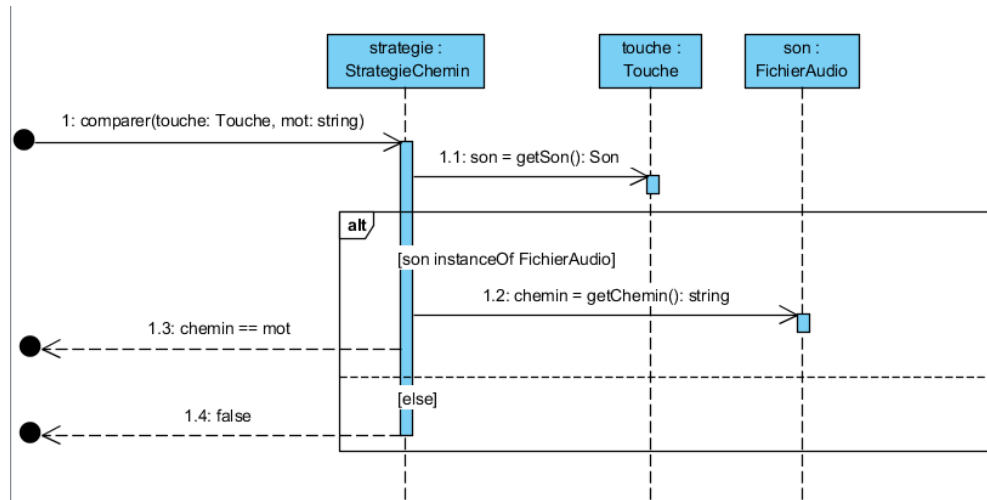 strategie :
StrategieChemin
touche :
Touche
son :
FichierAudio
1: comparer(touche: Touche, mot: string)
1.1: son = getSon(): Son
alt
[son instanceOf FichierAudio]
1.2: chemin = getChemin(): string
1.3: chemin == mot
[else]
1.4: false